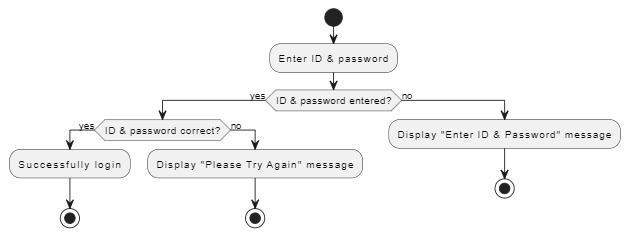 Enter ID & password
yes
ID & password entered?
no
yes
ID & password correct?
no
Display "Enter ID & Password" message
Successfully login
Display "Please Try Again" message